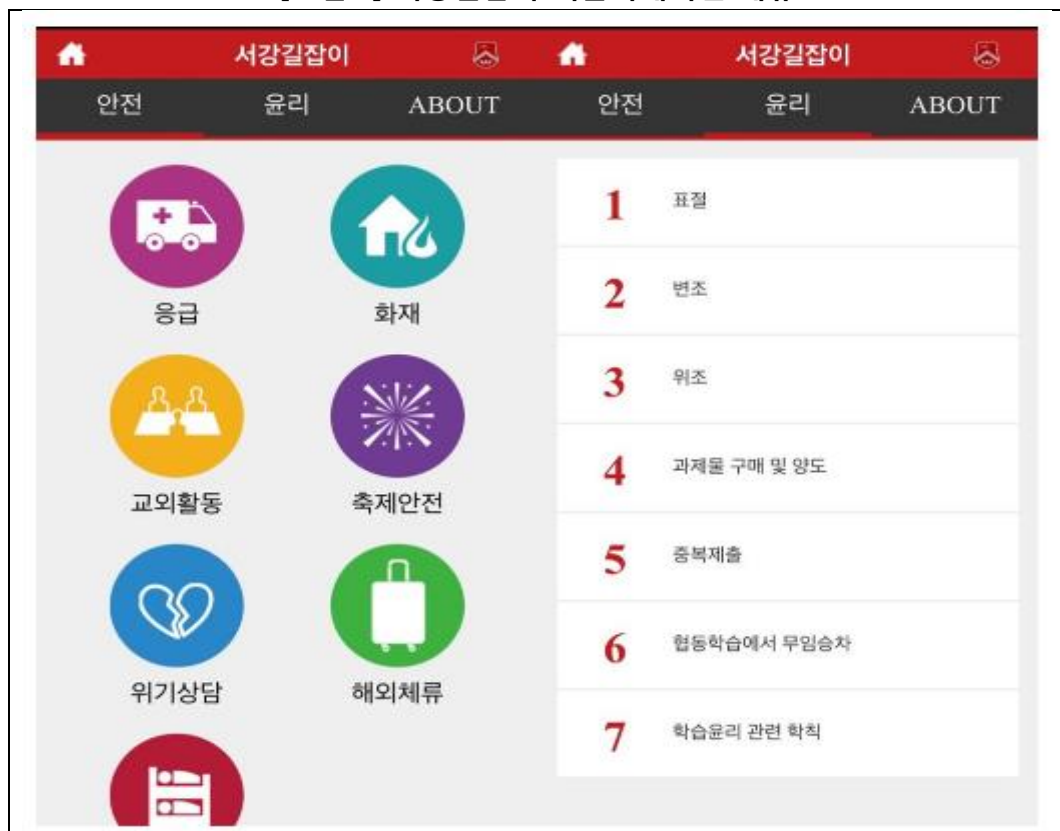 서강길잡이
안전 윤리 ABOUT
응급 화재
교외활동 축제안전
위기상담 해외체류
서강길잡이
안전 윤리 ABOUT
1 표절
2 변조
3 위조
4 과제물 구매 및 양도
5 중복제출
6 협동학습에서 무임승차
7 학습윤리 관련 학칙